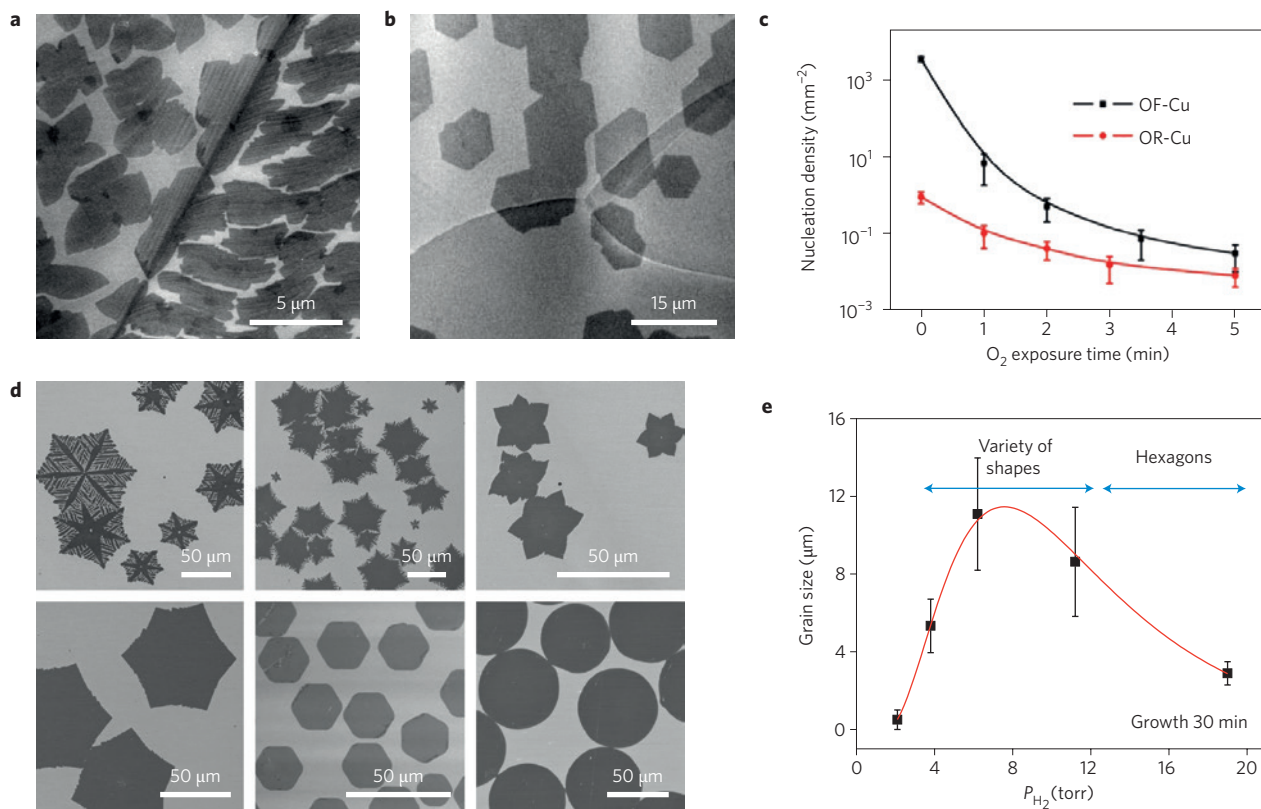 a
5 μm
b
15 μm
c
Nucleation density (mm⁻²)
10³
10¹
10⁻¹
10⁻³
OF-Cu
OR-Cu
0 1 2 3 4 5
O₂ exposure time (min)
d
50 μm
50 μm
50 μm
50 μm
50 μm
50 μm
e
Grain size (μm)
16
12
8
4
0
Variety of
shapes
Hexagons
Growth 30 min
0 4 8 12 16 20
P_H₂ (torr)